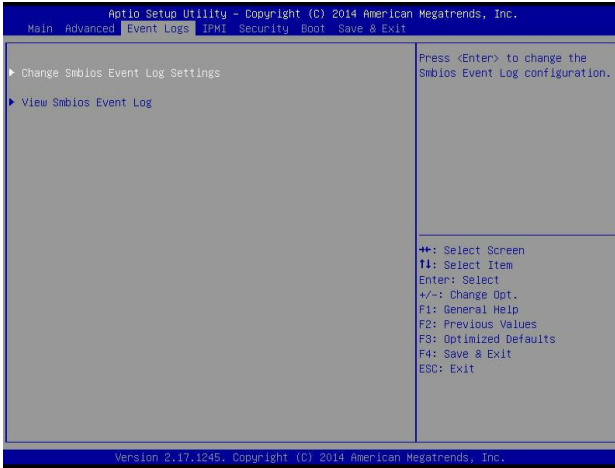 Aptio Setup Utility – Copyright (C) 2014 American Megatrends, Inc.
Main Advanced Event Logs IPMI Security Boot Save & Exit
▶ Change Smbios Event Log Settings
▶ View Smbios Event Log
Press <Enter> to change the
Smbios Event Log configuration.
→←: Select Screen
↑↓: Select Item
Enter: Select
+/-: Change Opt.
F1: General Help
F2: Previous Values
F3: Optimized Defaults
F4: Save & Exit
ESC: Exit
Version 2.17.1245. Copyright (C) 2014 American Megatrends, Inc.